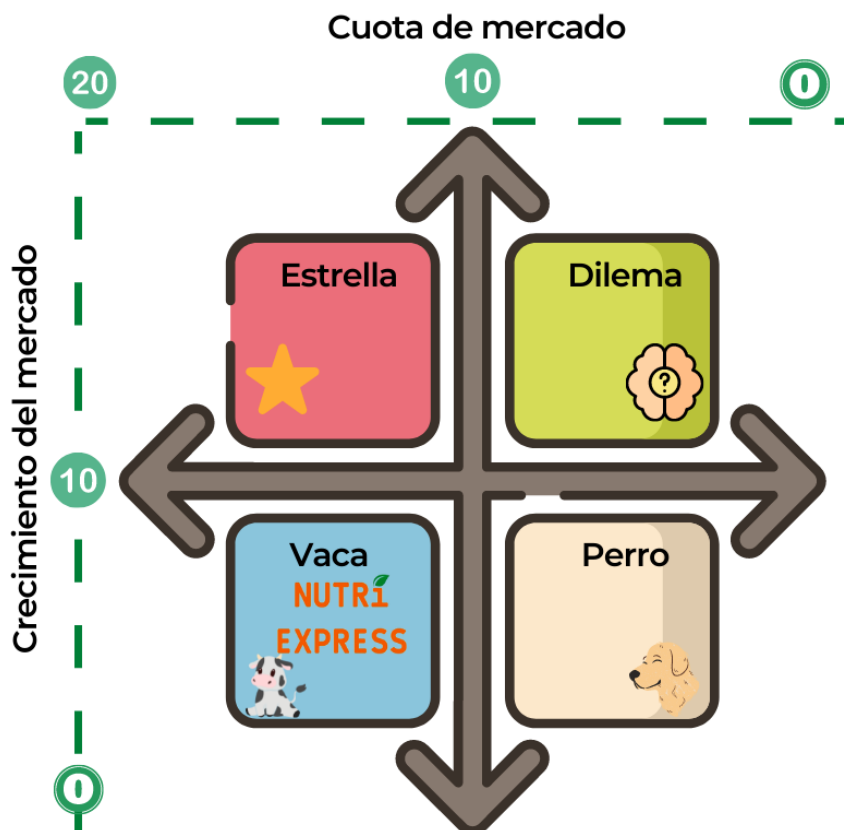 Cuota de mercado
20
10
0
Crecimiento del mercado
Estrella
Dilema
?
10
Vaca
NUTRi
EXPRESS
Perro
0